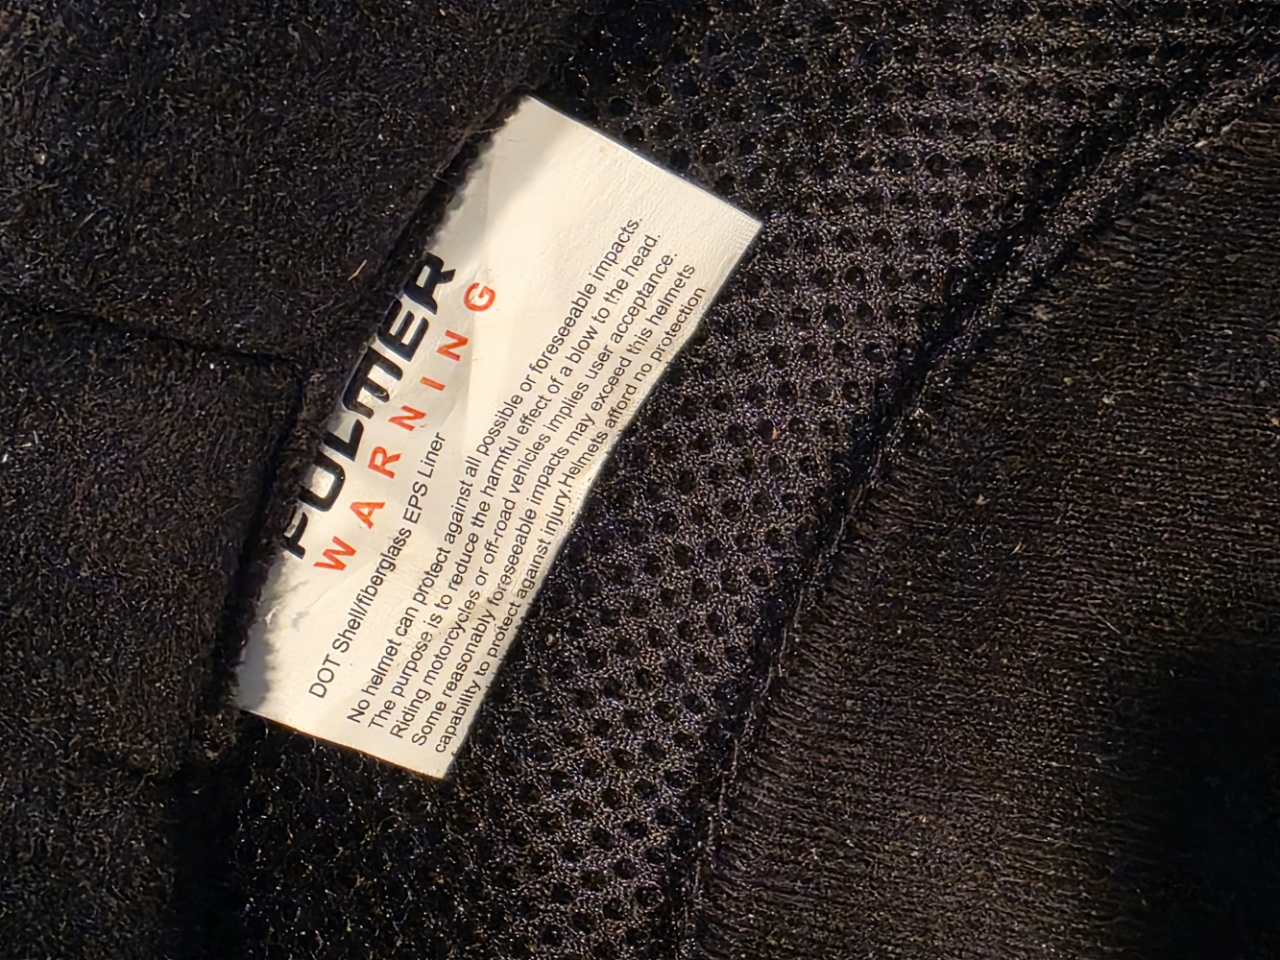 FULMER
WARNING
DOT Shell/fiberglass EPS Liner
No helmet can protect against all possible or foreseeable impacts.
The purpose is to reduce the harmful effect of a blow to the head.
Riding motorcycles or off-road vehicles implies user acceptance.
Some reasonably foreseeable impacts may exceed this helmets
capability to protect against injury.Helmets afford no protection